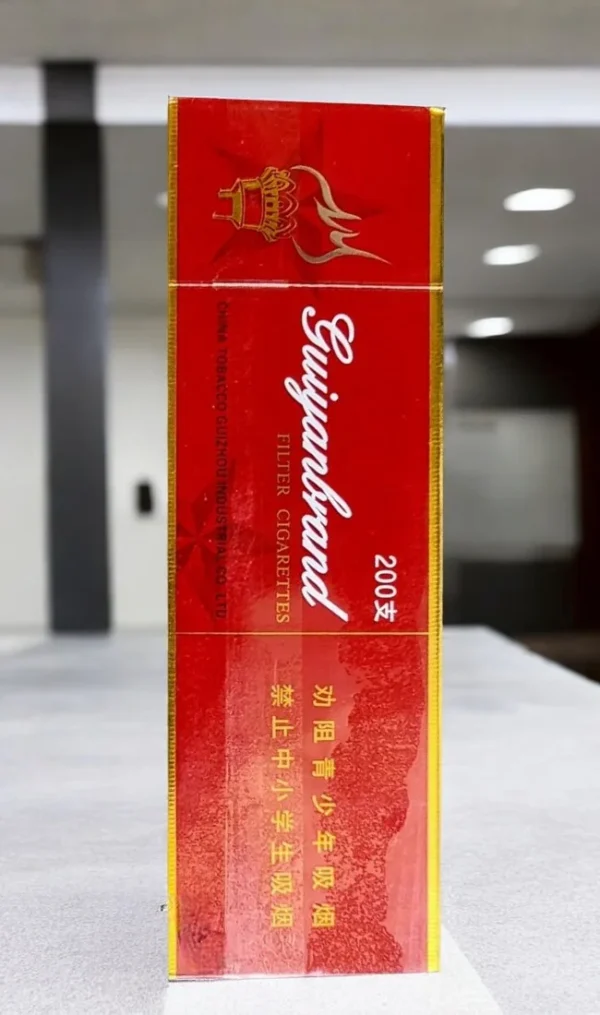 200支
Guiyanbrand
FILTER CIGARETTES
CHINA TOBACCO GUIZHOU INDUSTRIAL CO., LTD.
劝阻青少年吸烟
禁止中小学生吸烟